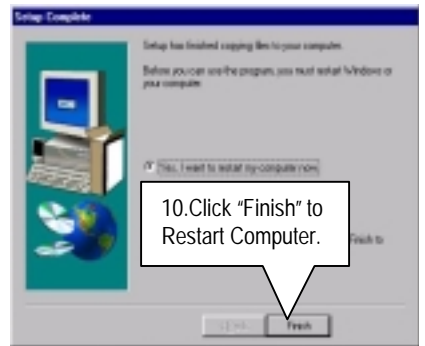 Setup Complete
Setup has finished copying files to your computer.
Before you can use the program, you must restart Windows or
your computer.
Yes, I want to restart my computer now.
10.Click “Finish” to
Restart Computer.
Finish to
Finish